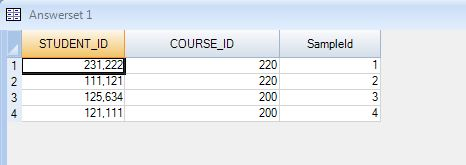 Answerset 1
STUDENT_ID COURSE_ID SampleId
1 231,222 220 1
2 111,121 220 2
3 125,634 200 3
4 121,111 200 4